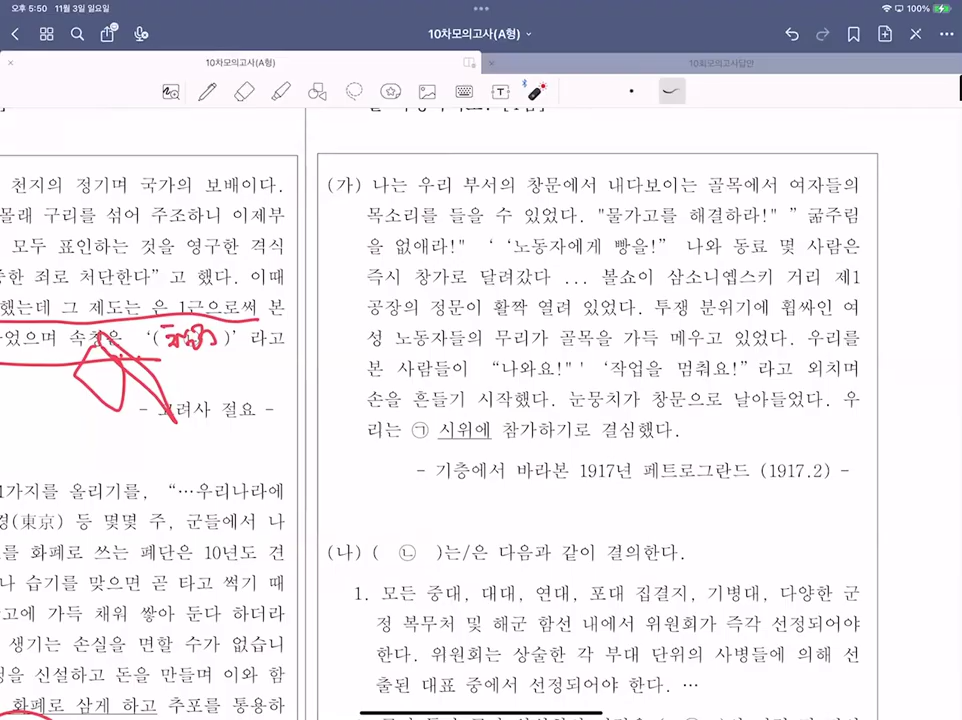 오후 5:50 11월 3일 일요일
100%
10차모의고사(A형)
10차모의고사(A형)
10회모의고사답안
천지의 정기며 국가의 보배이다.
몰래 구리를 섞어 주조하니 이제부
모두 표인하는 것을 영구한 격식
중한 죄로 처단한다” 고 했다. 이때
했는데 그 제도는 은 1근으로써 본
하였으며 속칭은 ‘( )’ 라고
- 고려사 절요 -
1가지를 올리기를, “…우리나라에
경(東京) 등 몇몇 주, 군들에서 나
를 화폐로 쓰는 폐단은 10년도 견
나 습기를 맞으면 곧 타고 썩기 때
고에 가득 채워 쌓아 둔다 하더라
생기는 손실을 면할 수가 없습니
을 신설하고 돈을 만들며 이와 함
화폐로 삼게 하고 추포를 통용하
(가) 나는 우리 부서의 창문에서 내다보이는 골목에서 여자들의
목소리를 들을 수 있었다. "물가고를 해결하라!" ” 굶주림
을 없애라!" ‘ ‘노동자에게 빵을!” 나와 동료 몇 사람은
즉시 창가로 달려갔다 ... 볼쇼이 삼소니옙스키 거리 제1
공장의 정문이 활짝 열려 있었다. 투쟁 분위기에 휩싸인 여
성 노동자들의 무리가 골목을 가득 메우고 있었다. 우리를
본 사람들이 “나와요!"' ‘작업을 멈춰요!” 라고 외치며
손을 흔들기 시작했다. 눈뭉치가 창문으로 날아들었다. 우
리는 ㉠ 시위에 참가하기로 결심했다.
- 기층에서 바라본 1917년 페트로그란드 (1917.2) -
(나) ( ㉡ )는/은 다음과 같이 결의한다.
1. 모든 중대, 대대, 연대, 포대 집결지, 기병대, 다양한 군
정 복무처 및 해군 함선 내에서 위원회가 즉각 선정되어야
한다. 위원회는 상술한 각 부대 단위의 사병들에 의해 선
출된 대표 중에서 선정되어야 한다. …